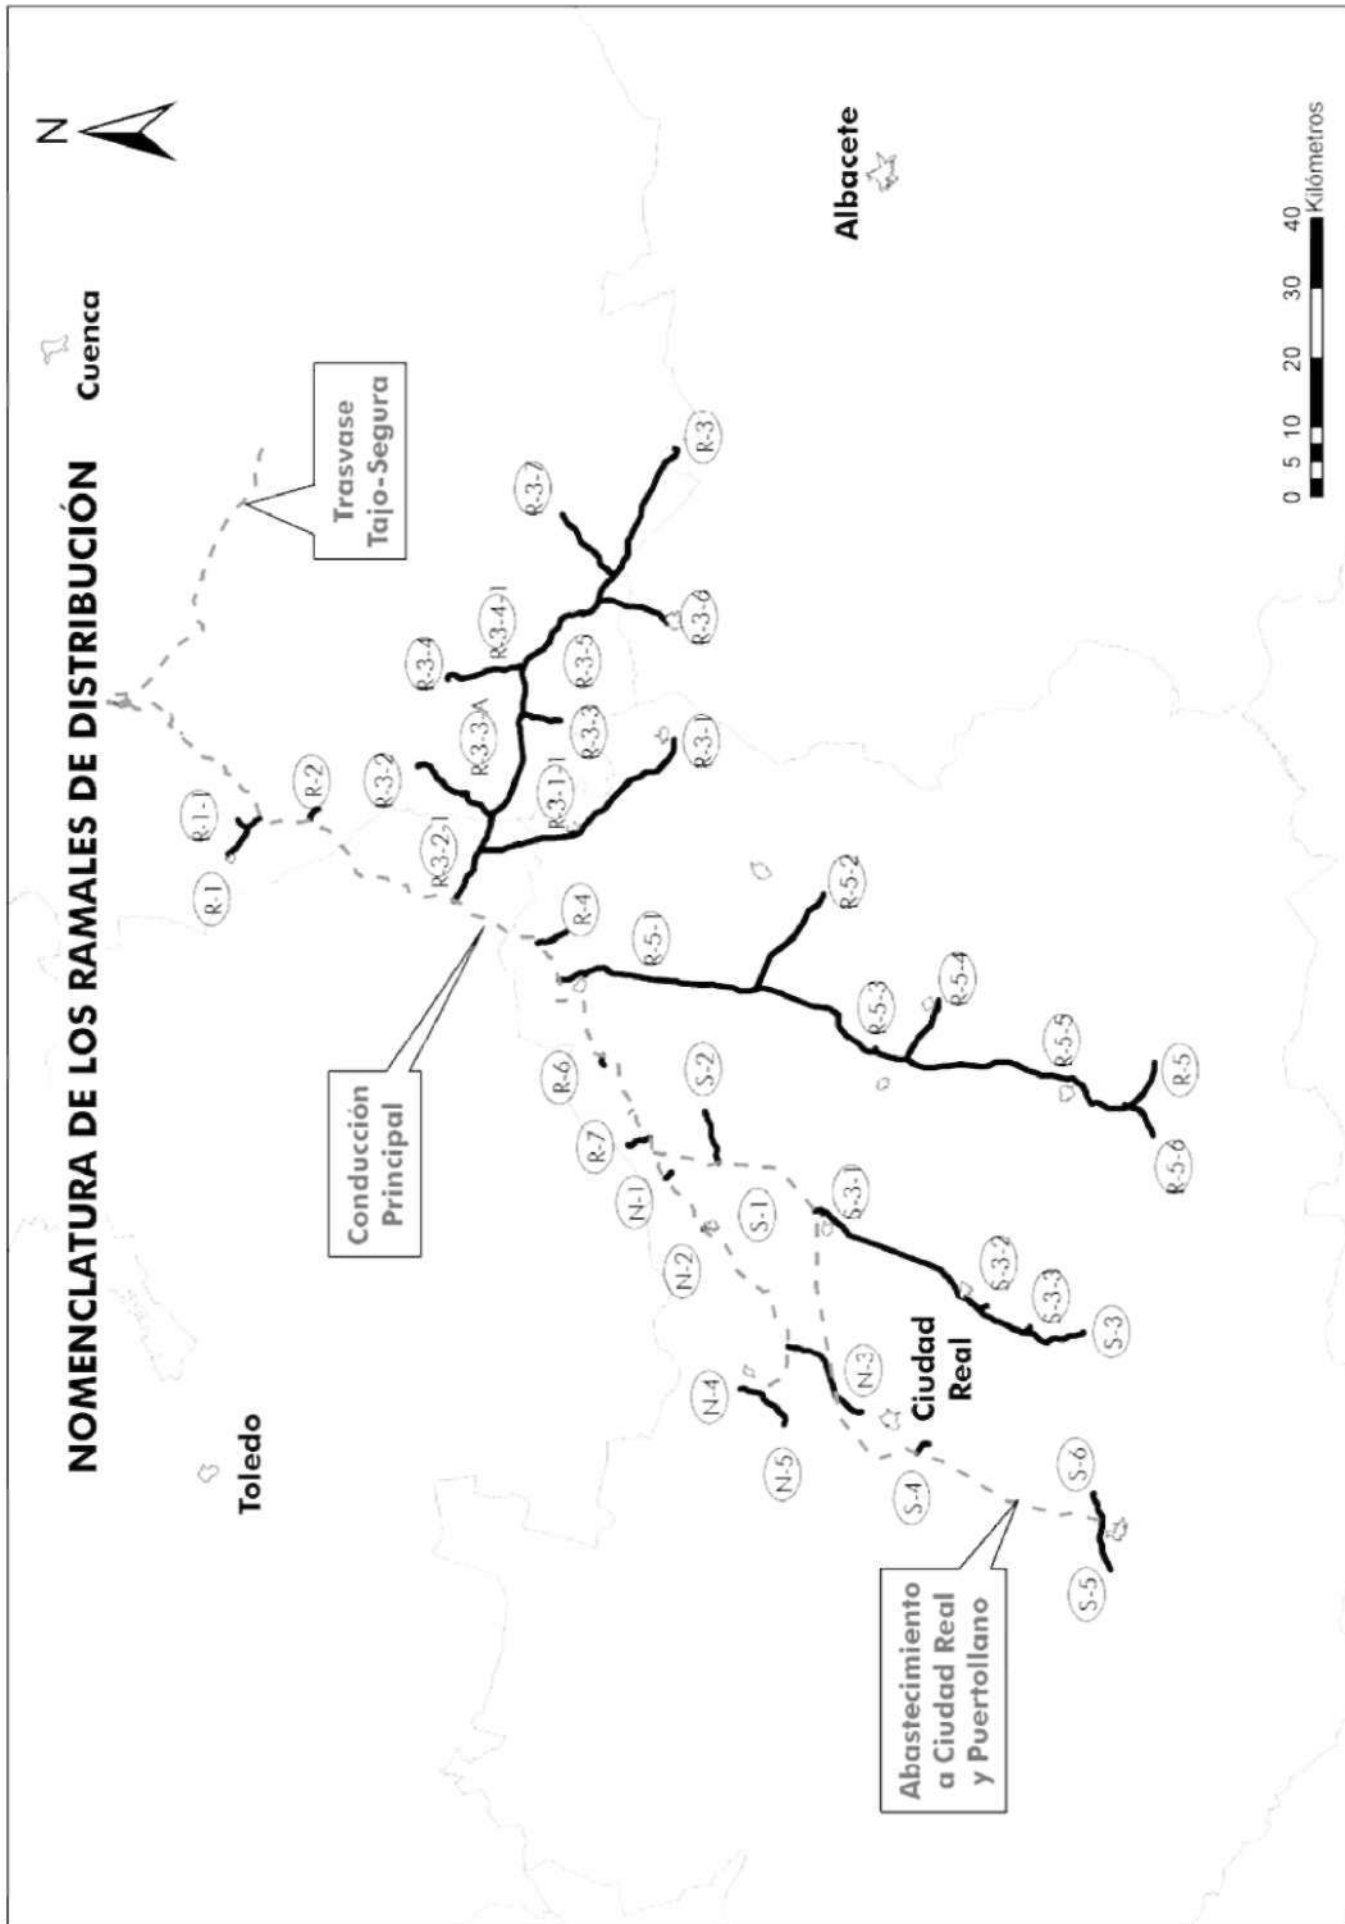 NOMENCLATURA DE LOS RAMALES DE DISTRIBUCIÓN
N
Cuenca
Toledo
Trasvase
Tajo-Segura
Conducción
Principal
R-1-1
R-1
R-2
R-3-2
R-3-4
R-3-4-1
R-3-7
R-3-3-A
R-3-2-1
R-3-1-1
R-3-5
R-3-3
R-3-6
R-3
R-3-1
R-4
R-6
R-5-1
R-7
S-2
N-1
N-2
S-1
R-5-2
N-4
N-5
N-3
S-3-1
R-5-3
R-5-4
Albacete
Ciudad
Real
S-4
S-3-2
S-3-3
S-3
R-5-5
R-5
R-5-6
S-6
S-5
Abastecimiento
a Ciudad Real
y Puertollano
0 5 10 20 30 40
Kilómetros